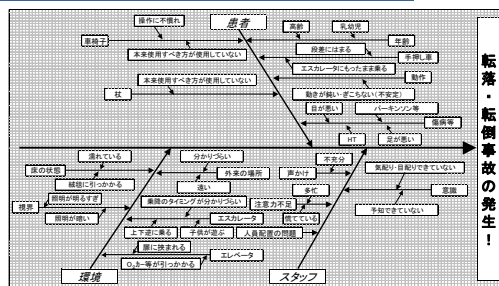 患者
操作に不慣れ
車椅子
本来使用すべき方が使用していない
本来使用すべき方が使用していない
杖
高齢
乳幼児
年齢
段差にはまる
手押し車
エスカレータにもったまま乗る
動作
動きが鈍い・ぎこちない(不安定)
目が悪い
パーキンソン等
傷病等
HT
足が悪い
転落・転倒事故の発生!
濡れている
床の状態
絨毯に引っかかる
分かりづらい
外来の場所
遠い
照明が明るすぎ
視界
照明が暗い
乗降のタイミングが分かりづらい
エスカレータ
上下逆に乗る
子供が遊ぶ
扉に挟まれる
エレベータ
O₂カー等が引っかかる
環境
不充分
声かけ
多忙
注意力不足
慌てている
人員配置の問題
気配り・目配りできていない
意識
予知できていない
スタッフ